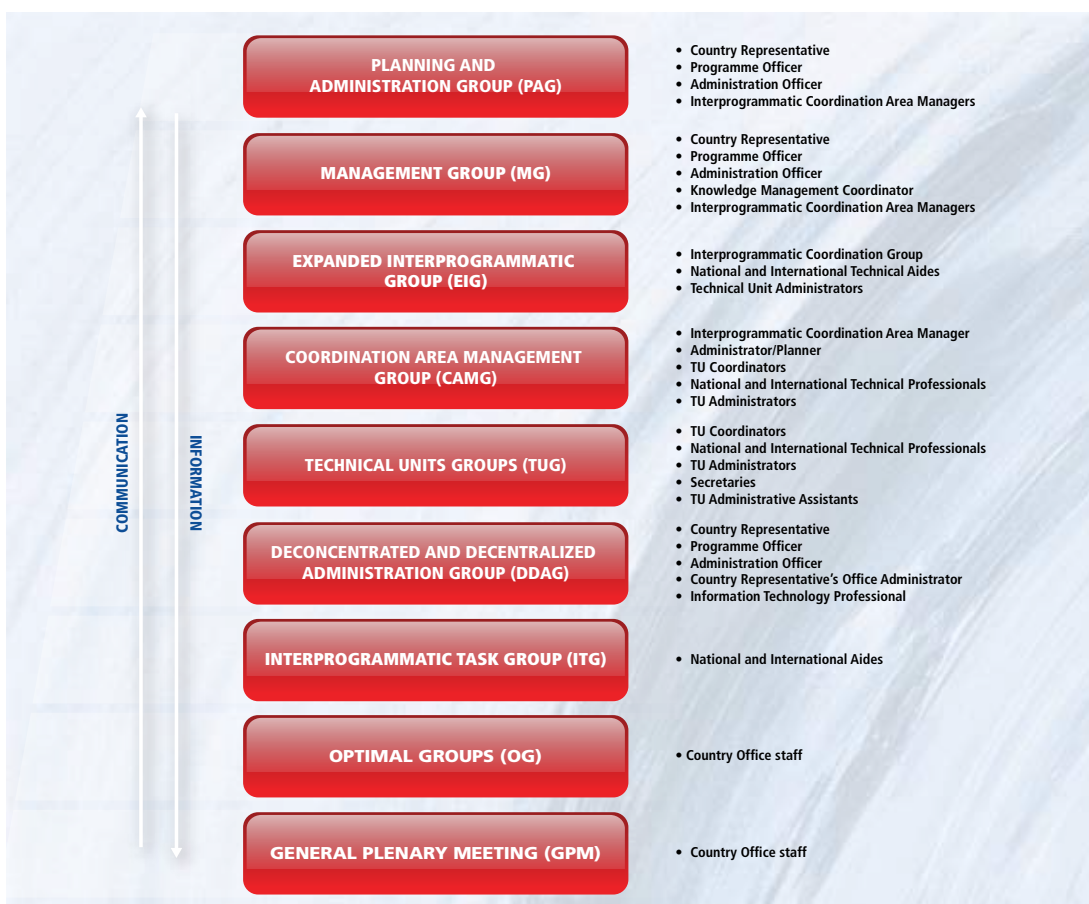 PLANNING AND
ADMINISTRATION GROUP (PAG)
• Country Representative
• Programme Officer
• Administration Officer
• Interprogrammatic Coordination Area Managers
MANAGEMENT GROUP (MG)
• Country Representative
• Programme Officer
• Administration Officer
• Knowledge Management Coordinator
• Interprogrammatic Coordination Area Managers
EXPANDED INTERPROGRAMMATIC
GROUP (EIG)
• Interprogrammatic Coordination Group
• National and International Technical Aides
• Technical Unit Administrators
COORDINATION AREA MANAGEMENT
GROUP (CAMG)
• Interprogrammatic Coordination Area Manager
• Administrator/Planner
• TU Coordinators
• National and International Technical Professionals
• TU Administrators
COMMUNICATION
INFORMATION
TECHNICAL UNITS GROUPS (TUG)
• TU Coordinators
• National and International Technical Professionals
• TU Administrators
• Secretaries
• TU Administrative Assistants
DECONCENTRATED AND DECENTRALIZED
ADMINISTRATION GROUP (DDAG)
• Country Representative
• Programme Officer
• Administration Officer
• Country Representative's Office Administrator
• Information Technology Professional
INTERPROGRAMMATIC TASK GROUP (ITG)
• National and International Aides
OPTIMAL GROUPS (OG)
• Country Office staff
GENERAL PLENARY MEETING (GPM)
• Country Office staff